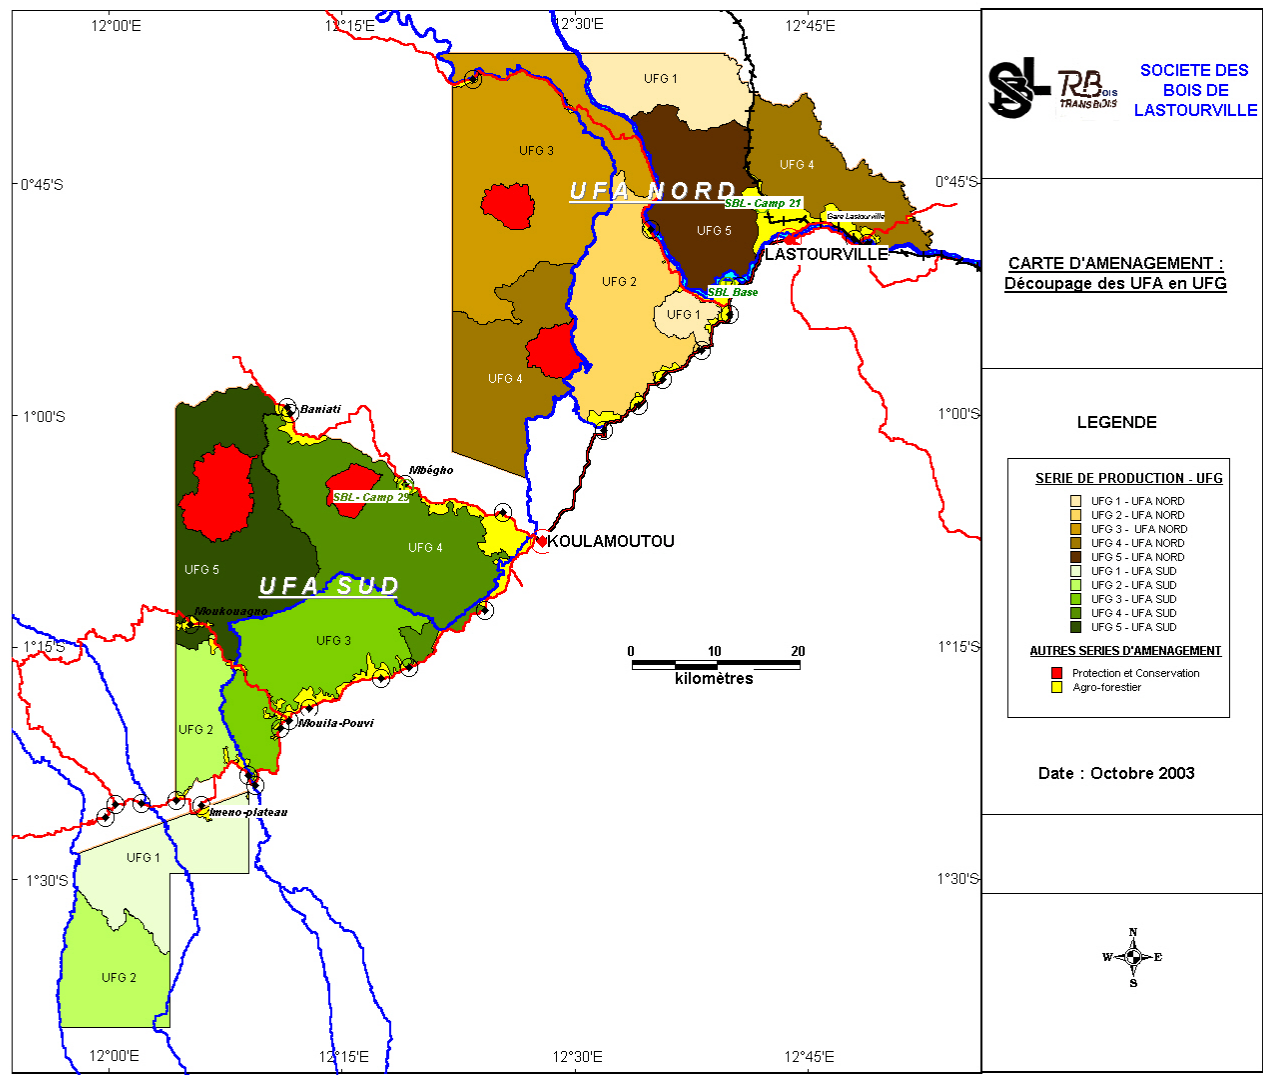 12°00'E
12°15'E
12°30'E
12°45'E
0°45'S
0°45'S
1°00'S
1°00'S
1°15'S
1°15'S
1°30'S
1°30'S
12°00'E
12°15'E
12°30'E
12°45'E
UFG 1
UFG 3
UFG 4
UFA NORD
SBL- Camp 21
Gare Lastourville
UFG 5
LASTOURVILLE
UFG 2
SBL Base
UFG 1
UFG 4
Baniati
Mbégho
SBL- Camp 29
UFG 4
KOULAMOUTOU
UFG 5
UFA SUD
Moukouagno
UFG 3
0 10 20
kilomètres
UFG 2
Mouila-Pouvi
Imeno-plateau
UFG 1
UFG 2
SBL
RB
OIS
TRANSBOIS
SOCIETE DES
BOIS DE
LASTOURVILLE
CARTE D'AMENAGEMENT :
Découpage des UFA en UFG
LEGENDE
SERIE DE PRODUCTION - UFG
UFG 1 - UFA NORD
UFG 2 - UFA NORD
UFG 3 - UFA NORD
UFG 4 - UFA NORD
UFG 5 - UFA NORD
UFG 1 - UFA SUD
UFG 2 - UFA SUD
UFG 3 - UFA SUD
UFG 4 - UFA SUD
UFG 5 - UFA SUD
AUTRES SERIES D'AMENAGEMENT
Protection et Conservation
Agro-forestier
Date : Octobre 2003
N
W E
S